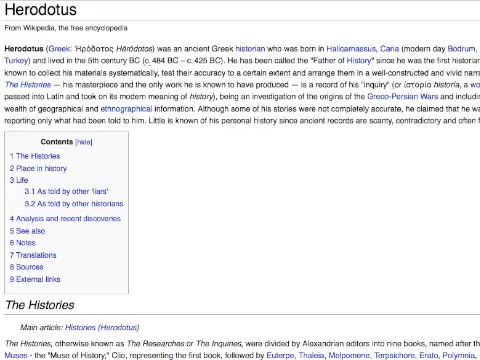 Herodotus
From Wikipedia, the free encyclopedia
Herodotus (Greek: Ἡρόδοτος Hēródotos) was an ancient Greek historian who was born in Halicarnassus, Caria (modern day Bodrum,
Turkey) and lived in the 5th century BC (c. 484 BC – c. 425 BC). He has been called the "Father of History" since he was the first historian
known to collect his materials systematically, test their accuracy to a certain extent and arrange them in a well-constructed and vivid
The Histories — his masterpiece and the only work he is known to have produced — is a record of his "inquiry" (or ἱστορία historía, a
passed into Latin and took on its modern meaning of history), being an investigation of the origins of the Greco-Persian Wars and
wealth of geographical and ethnographical information. Although some of his stories were not completely accurate, he claimed that he
reporting only what had been told to him. Little is known of his personal history since ancient records are scanty, contradictory and often
Contents [hide]
1 The Histories
2 Place in history
3 Life
3.1 As told by other 'liars'
3.2 As told by other historians
4 Analysis and recent discoveries
5 See also
6 Notes
7 Translations
8 Sources
9 External links
The Histories
Main article: Histories (Herodotus)
The Histories, otherwise known as The Researches or The Inquiries, were divided by Alexandrian editors into nine books, named after the
Muses - the "Muse of History," Clio, representing the first book, followed by Euterpe, Thaleia, Melpomene, Terpsichore, Erato, Polymnia,